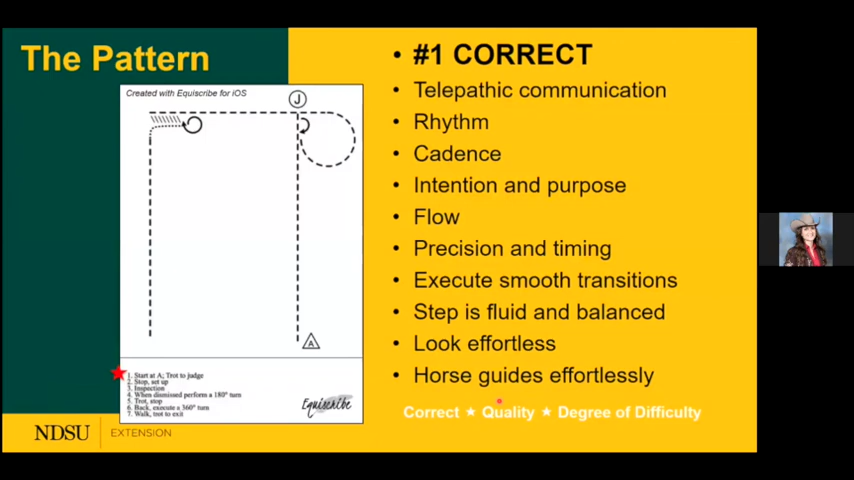 The Pattern
Created with Equiscribe for iOS
J
A
1. Start at A; Trot to judge
2. Stop, set up
3. Inspection
4. When dismissed perform a 180° turn
5. Trot, stop
6. Back, execute a 360° turn
7. Walk, trot to exit
Equiscribe
NDSU EXTENSION
• #1 CORRECT
• Telepathic communication
• Rhythm
• Cadence
• Intention and purpose
• Flow
• Precision and timing
• Execute smooth transitions
• Step is fluid and balanced
• Look effortless
• Horse guides effortlessly
Correct ★ Quality ★ Degree of Difficulty